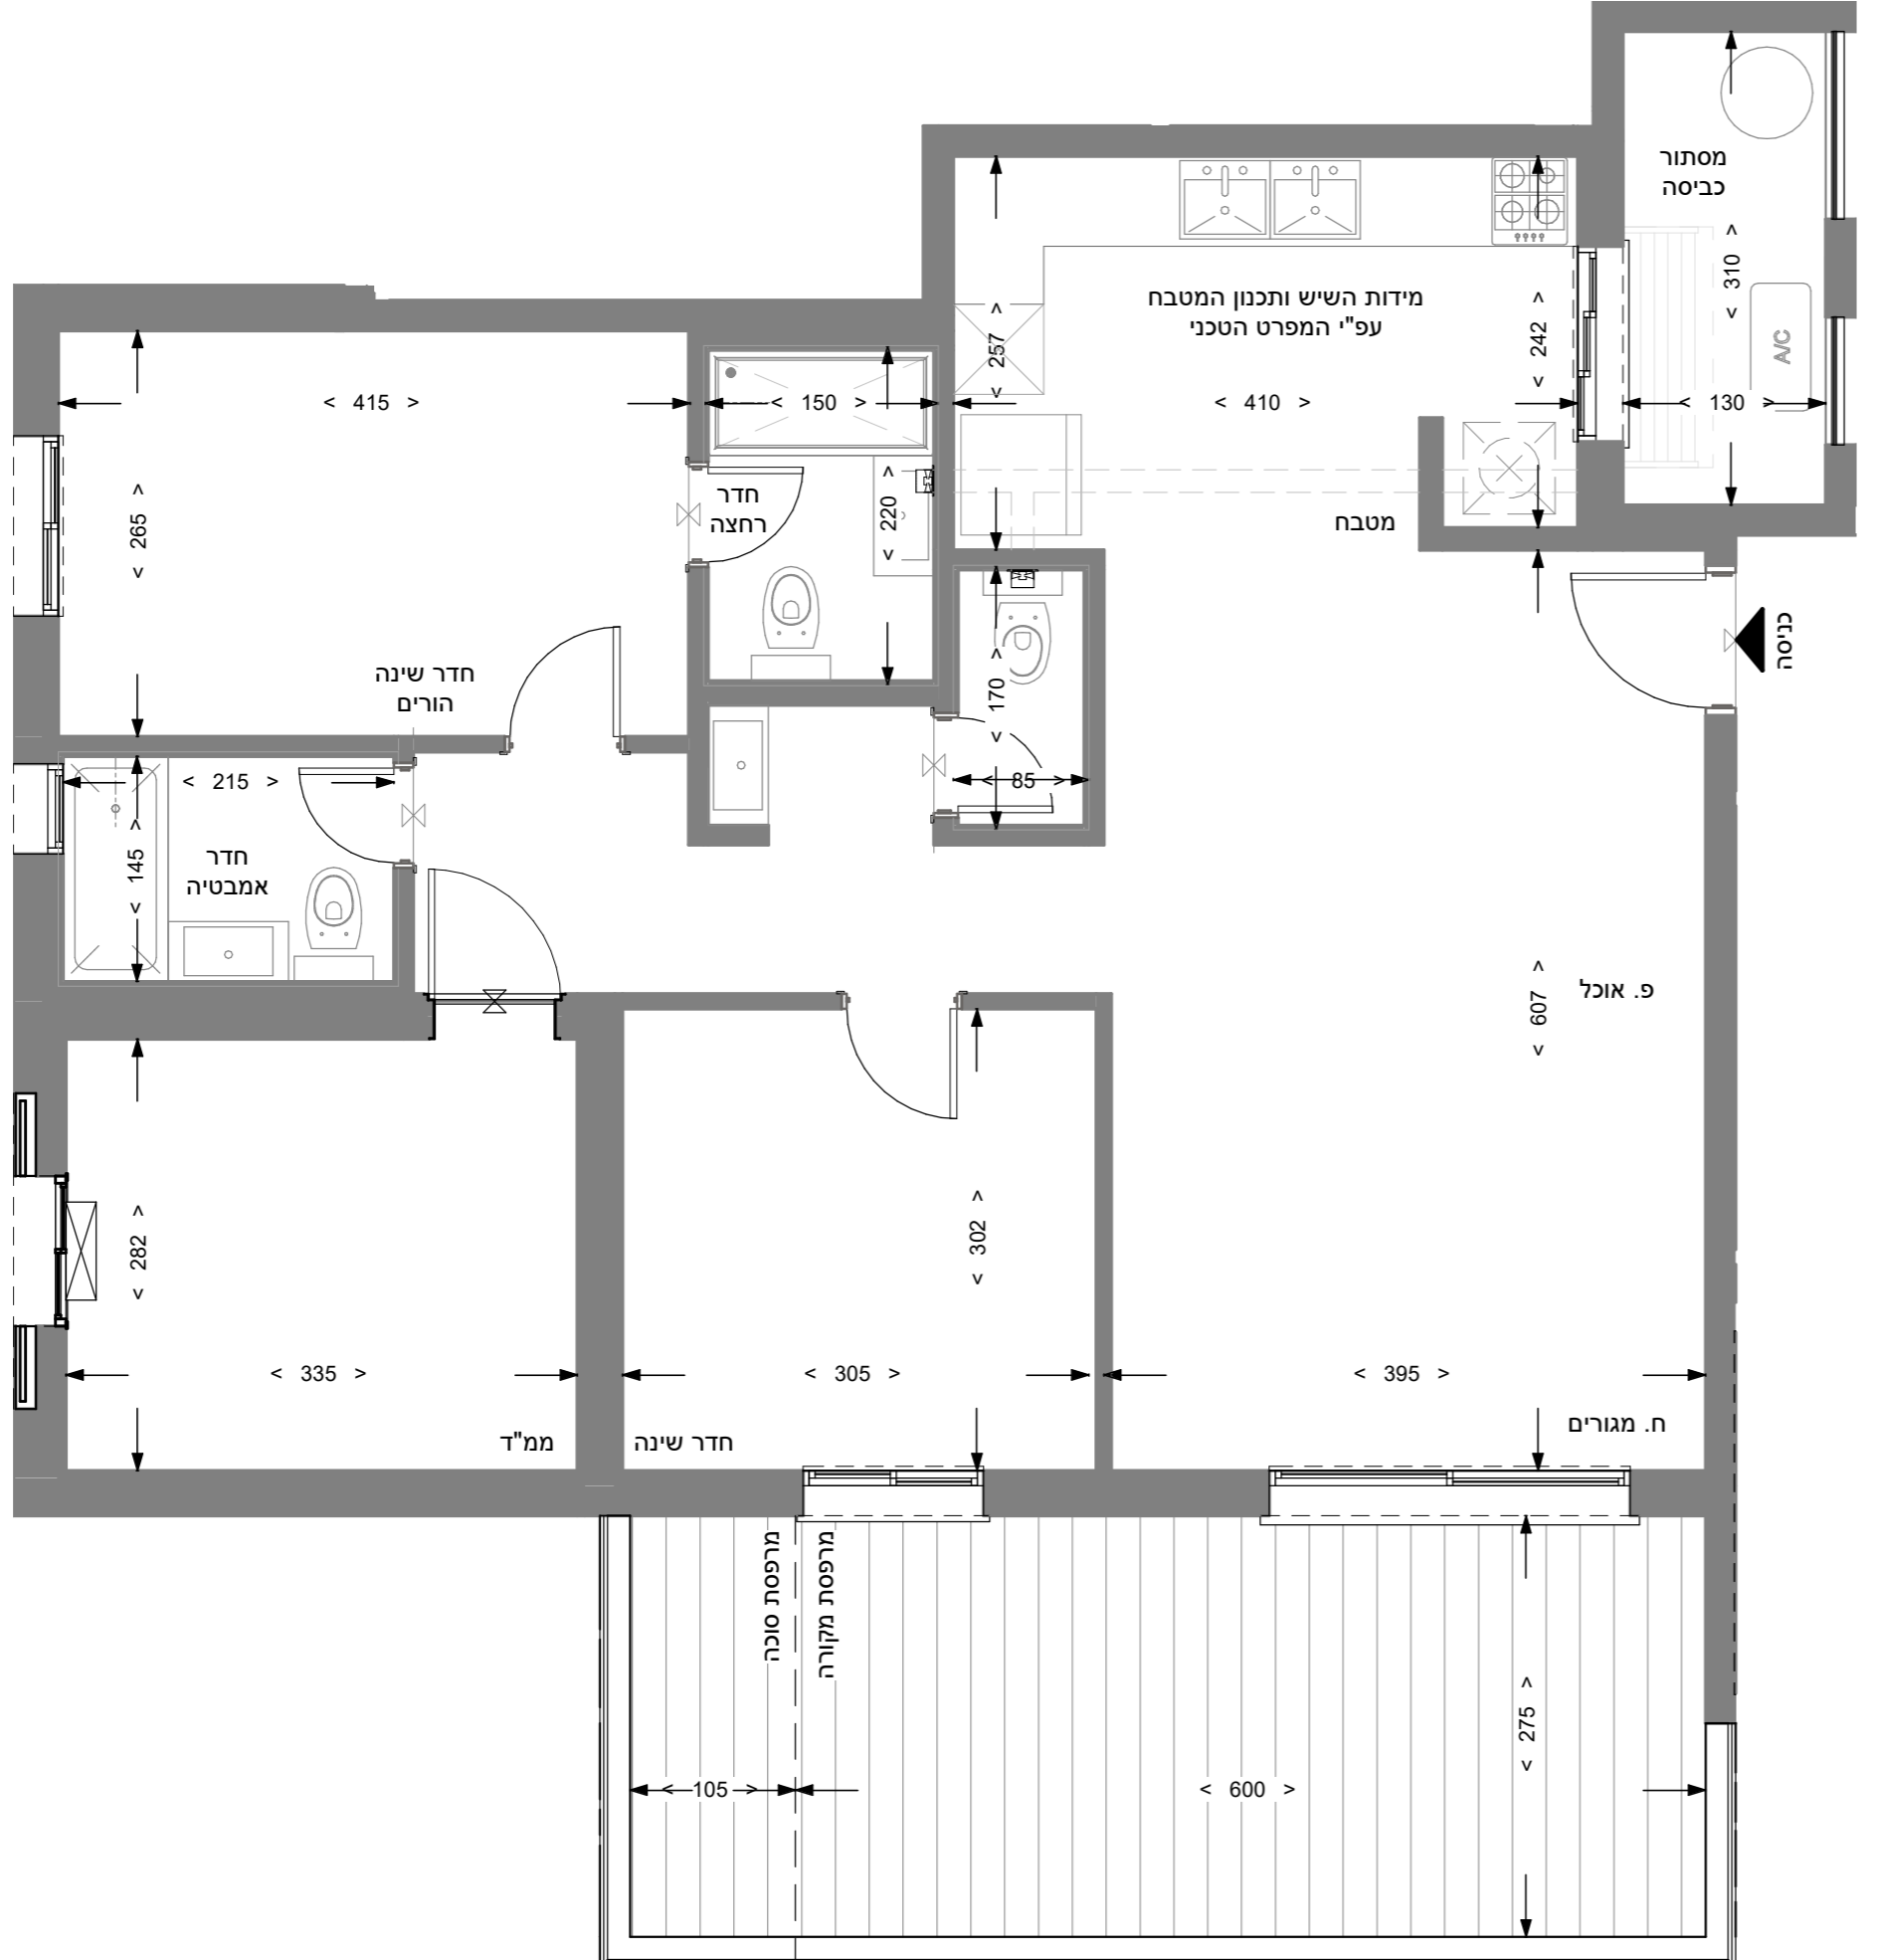 מסתור
כביסה
< 310 >
A/C
< 130 >
מידות השיש ותכנון המטבח
עפ"י המפרט הטכני
< 257 >
< 242 >
< 410 >
מטבח
כניסה
< 415 >
< 265 >
חדר שינה
הורים
< 150 >
חדר
רחצה
< 220 >
< 170 >
< 85 >
< 215 >
< 145 >
חדר
אמבטיה
< 607 >
פ. אוכל
< 282 >
< 335 >
ממ"ד
< 302 >
< 305 >
חדר שינה
< 395 >
ח. מגורים
מרפסת סוכה
מרפסת מקורה
< 275 >
< 105 >
< 600 >